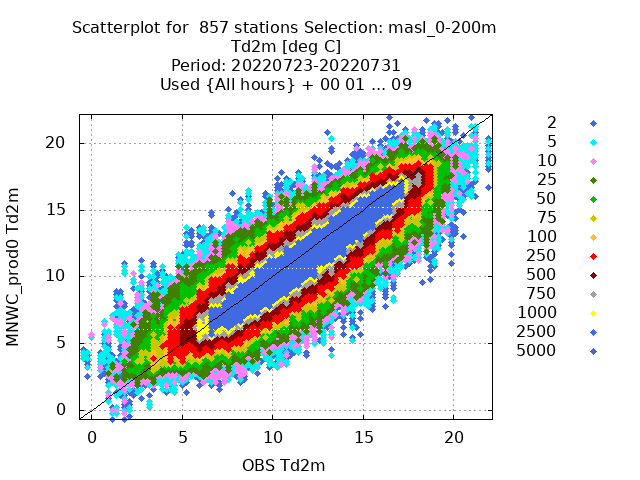 Scatterplot for  857 stations Selection: masl_0-200m
Td2m [deg C]
Period: 20220723-20220731
Used {All hours} + 00 01 ... 09
MNWC_prod0 Td2m
20
15
10
5
0
0 5 10 15 20
OBS Td2m
2
5
10
25
50
75
100
250
500
750
1000
2500
5000